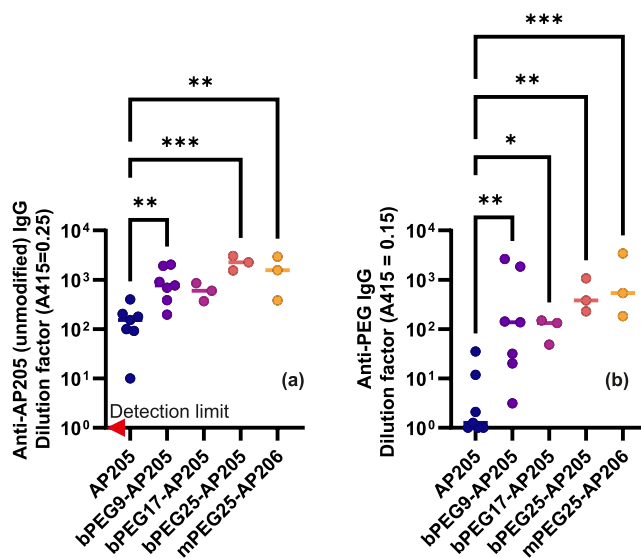 ***
**
**
***
**
*
**
**
Anti-AP205 (unmodified) IgG
Dilution factor (A415=0.25)
10⁴
10³
10²
10¹
10⁰
(a)
Detection limit
AP205
bPEG9-AP205
bPEG17-AP205
bPEG25-AP205
mPEG25-AP206
Anti-PEG IgG
Dilution factor (A415 = 0.15)
10⁴
10³
10²
10¹
10⁰
(b)
AP205
bPEG9-AP205
bPEG17-AP205
bPEG25-AP205
mPEG25-AP206